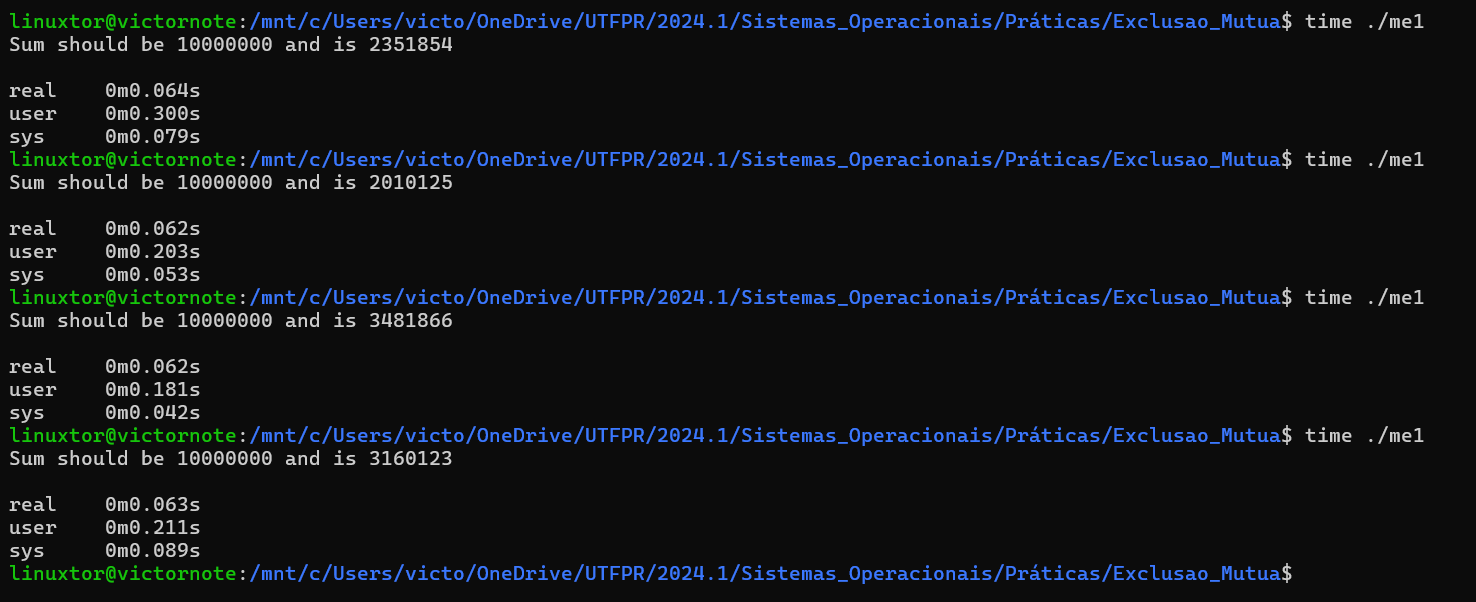 linuxtor@victornote:/mnt/c/Users/victo/OneDrive/UTFPR/2024.1/Sistemas_Operacionais/Práticas/Exclusao_Mutua$ time ./me1
Sum should be 10000000 and is 2351854
real    0m0.064s
user    0m0.300s
sys     0m0.079s
linuxtor@victornote:/mnt/c/Users/victo/OneDrive/UTFPR/2024.1/Sistemas_Operacionais/Práticas/Exclusao_Mutua$ time ./me1
Sum should be 10000000 and is 2010125
real    0m0.062s
user    0m0.203s
sys     0m0.053s
linuxtor@victornote:/mnt/c/Users/victo/OneDrive/UTFPR/2024.1/Sistemas_Operacionais/Práticas/Exclusao_Mutua$ time ./me1
Sum should be 10000000 and is 3481866
real    0m0.062s
user    0m0.181s
sys     0m0.042s
linuxtor@victornote:/mnt/c/Users/victo/OneDrive/UTFPR/2024.1/Sistemas_Operacionais/Práticas/Exclusao_Mutua$ time ./me1
Sum should be 10000000 and is 3160123
real    0m0.063s
user    0m0.211s
sys     0m0.089s
linuxtor@victornote:/mnt/c/Users/victo/OneDrive/UTFPR/2024.1/Sistemas_Operacionais/Práticas/Exclusao_Mutua$